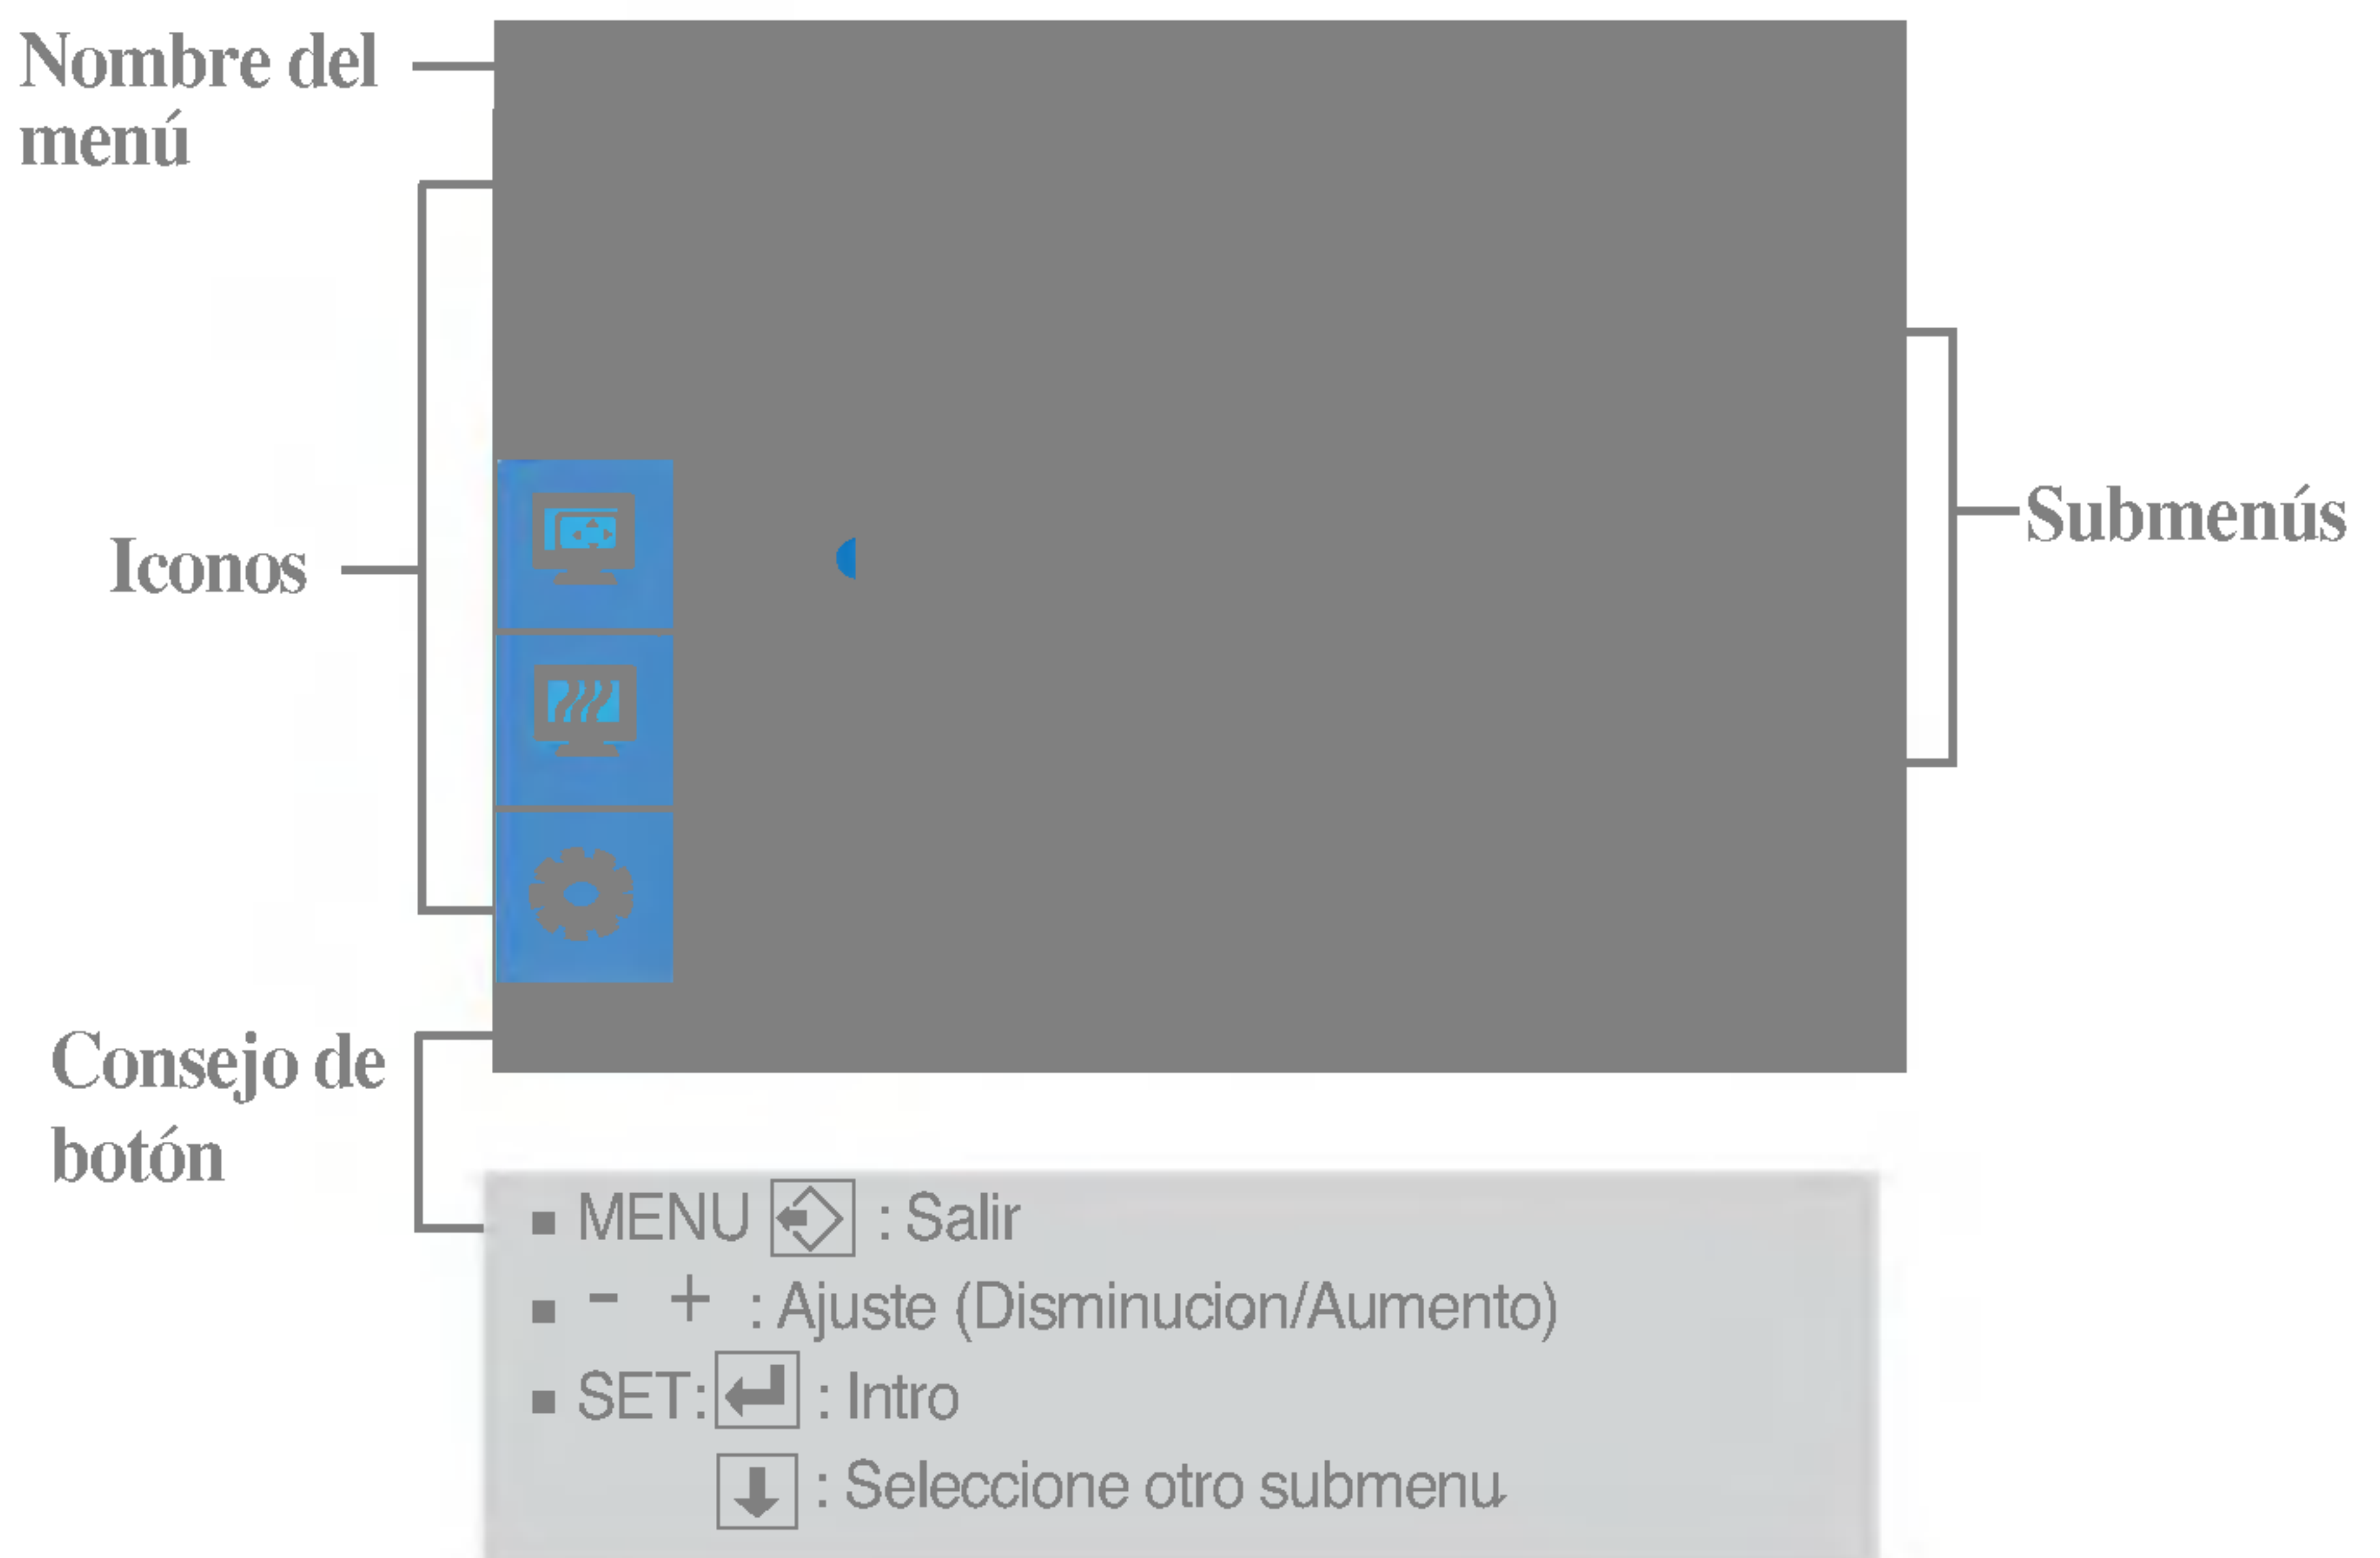 Nombre del
menú
Iconos
Submenús
Consejo de
botón
MENU : Salir
- + : Ajuste (Disminucion/Aumento)
SET: : Intro
: Seleccione otro submenu